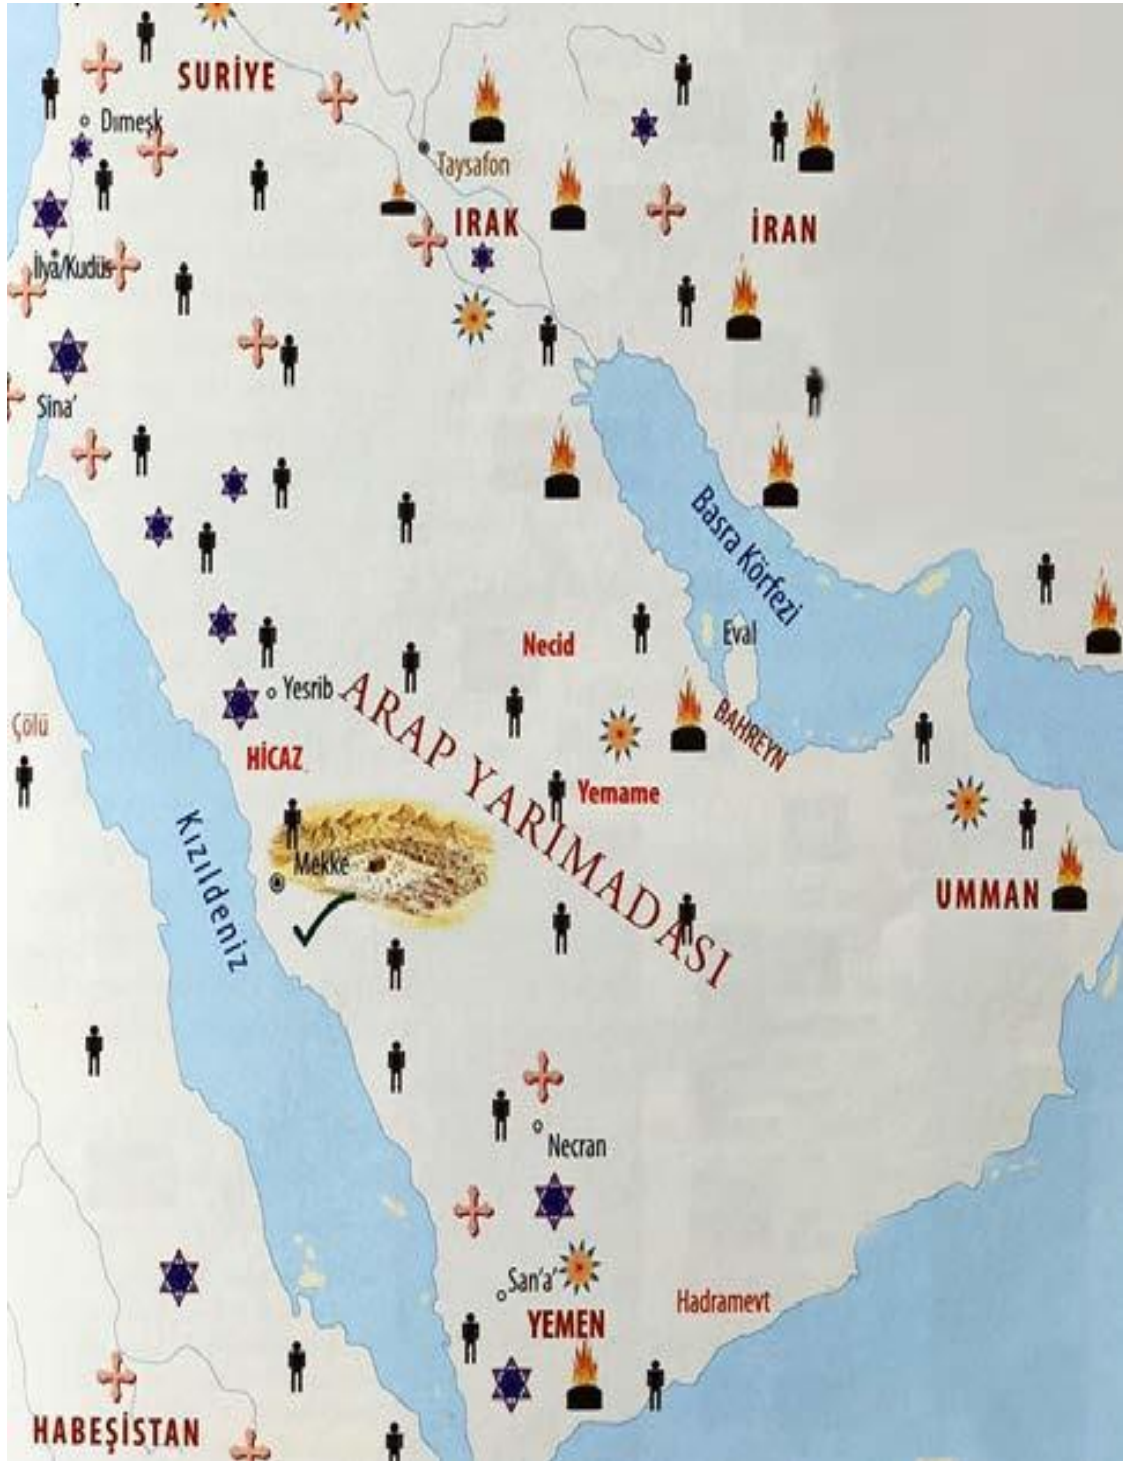 SURİYE
Dımeşk
Taysafon
IRAK
İRAN
İlya/Kudüs
Sina'
Basra Körfezi
Necid
Eval
Yesrib
ARAP YARIMADASI
BAHREYN
Çölü
HİCAZ
Yemame
Kızıldeniz
Mekke
UMMAN
Necran
San'a'
Hadramevt
YEMEN
HABEŞİSTAN